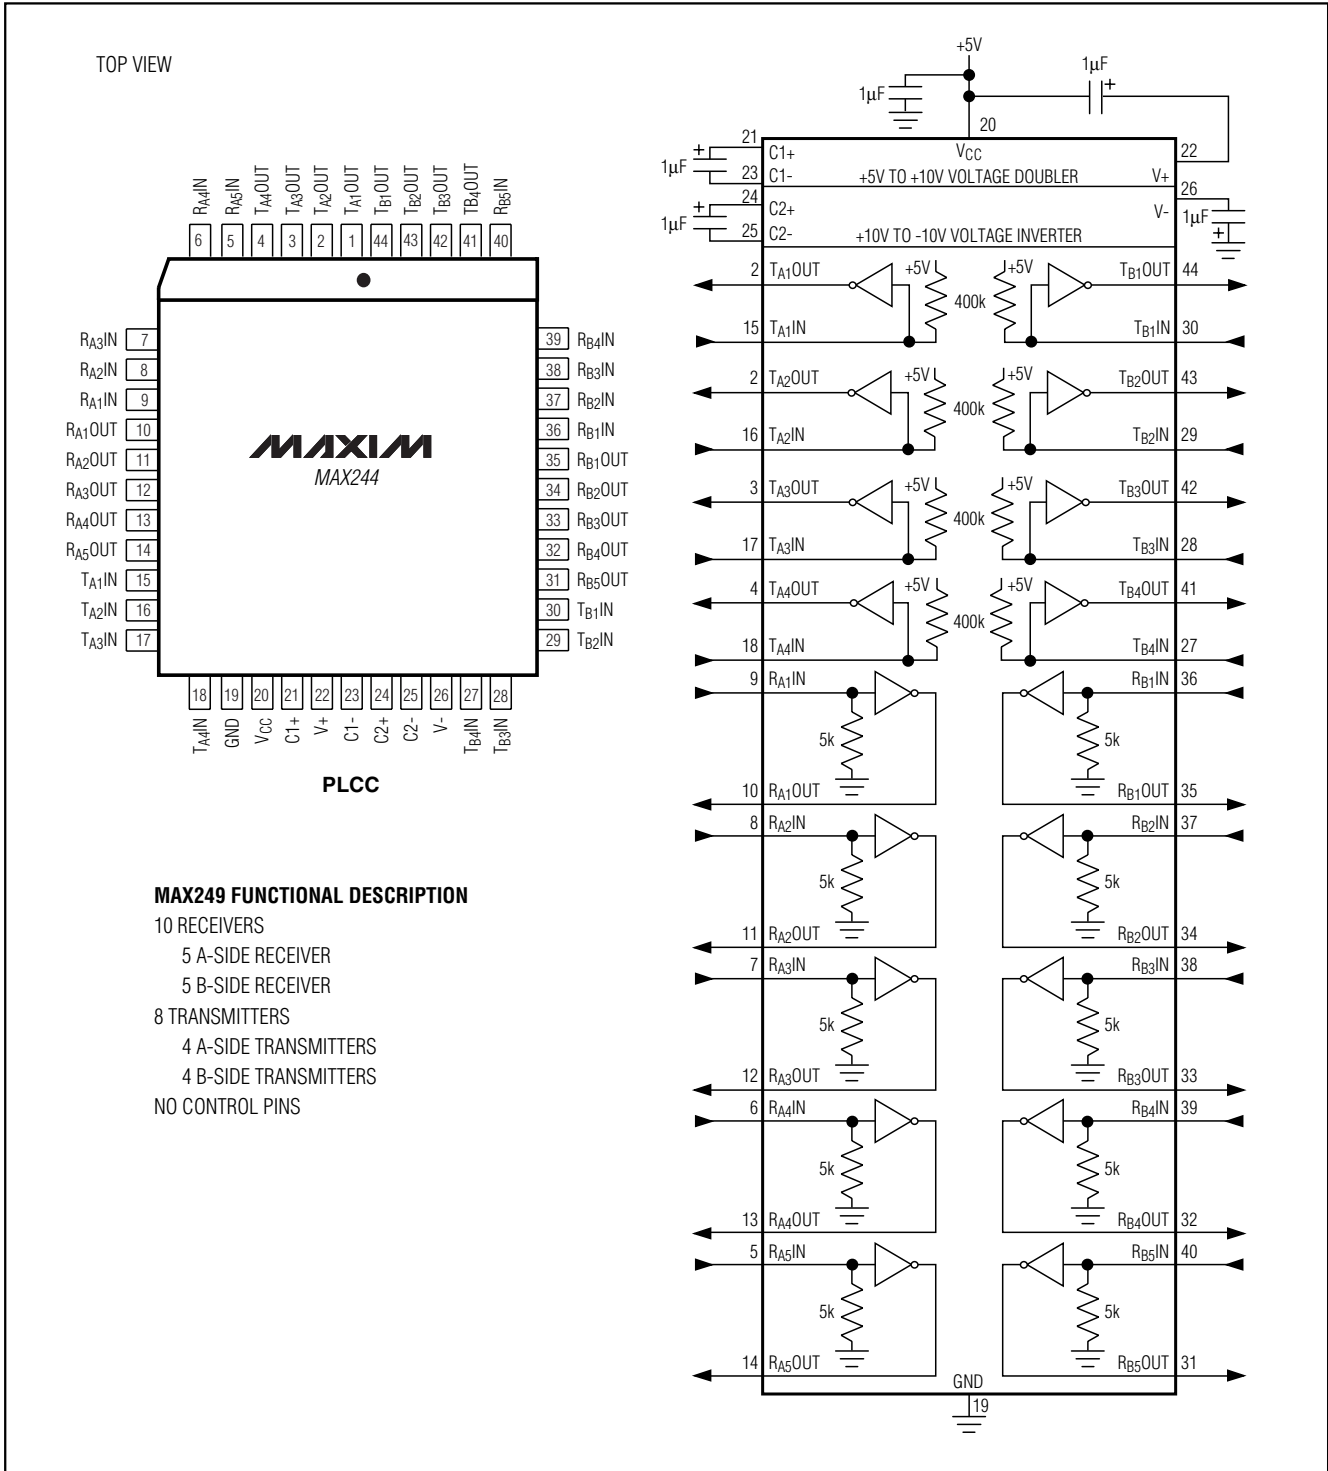 TOP VIEW
RA4IN
RA5IN
TA4OUT
TA3OUT
TA2OUT
TA1OUT
TB1OUT
TB2OUT
TB3OUT
TB4OUT
RB5IN
6 5 4 3 2 1 44 43 42 41 40
RA3IN 7
RA2IN 8
RA1IN 9
RA1OUT 10
RA2OUT 11
RA3OUT 12
RA4OUT 13
RA5OUT 14
TA1IN 15
TA2IN 16
TA3IN 17
MAXIM
MAX244
39 RB4IN
38 RB3IN
37 RB2IN
36 RB1IN
35 RB1OUT
34 RB2OUT
33 RB3OUT
32 RB4OUT
31 RB5OUT
30 TB1IN
29 TB2IN
18 19 20 21 22 23 24 25 26 27 28
TA4IN
GND
VCC
C1+
V+
C1-
C2+
C2-
V-
TB4IN
TB3IN
PLCC
MAX249 FUNCTIONAL DESCRIPTION
10 RECEIVERS
5 A-SIDE RECEIVER
5 B-SIDE RECEIVER
8 TRANSMITTERS
4 A-SIDE TRANSMITTERS
4 B-SIDE TRANSMITTERS
NO CONTROL PINS
+5V
1µF
1µF +
20
21 C1+ VCC 22
+ 1µF
23 C1- +5V TO +10V VOLTAGE DOUBLER V+
24 C2+ 26
+ 1µF V- 1µF +
25 C2- +10V TO -10V VOLTAGE INVERTER
2 TA1OUT +5V +5V TB1OUT 44
400k
15 TA1IN TB1IN 30
2 TA2OUT +5V +5V TB2OUT 43
400k
16 TA2IN TB2IN 29
3 TA3OUT +5V +5V TB3OUT 42
400k
17 TA3IN TB3IN 28
4 TA4OUT +5V +5V TB4OUT 41
400k
18 TA4IN TB4IN 27
9 RA1IN RB1IN 36
5k 5k
10 RA1OUT RB1OUT 35
8 RA2IN RB2IN 37
5k 5k
11 RA2OUT RB2OUT 34
7 RA3IN RB3IN 38
5k 5k
12 RA3OUT RB3OUT 33
6 RA4IN RB4IN 39
5k 5k
13 RA4OUT RB4OUT 32
5 RA5IN RB5IN 40
5k 5k
14 RA5OUT RB5OUT 31
GND
19